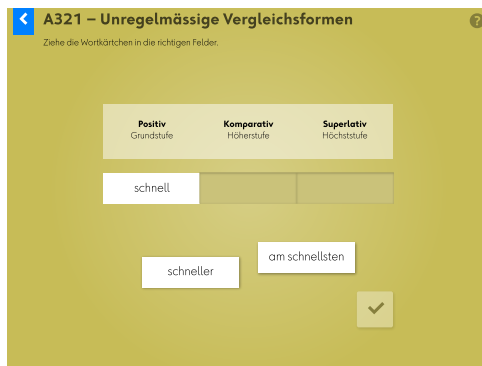 A321 – Unregelmässige Vergleichsformen
?
Ziehe die Wortkärtchen in die richtigen Felder.
Positiv Komparativ Superlativ
Grundstufe Höherstufe Höchststufe
schnell
am schnellsten
schneller